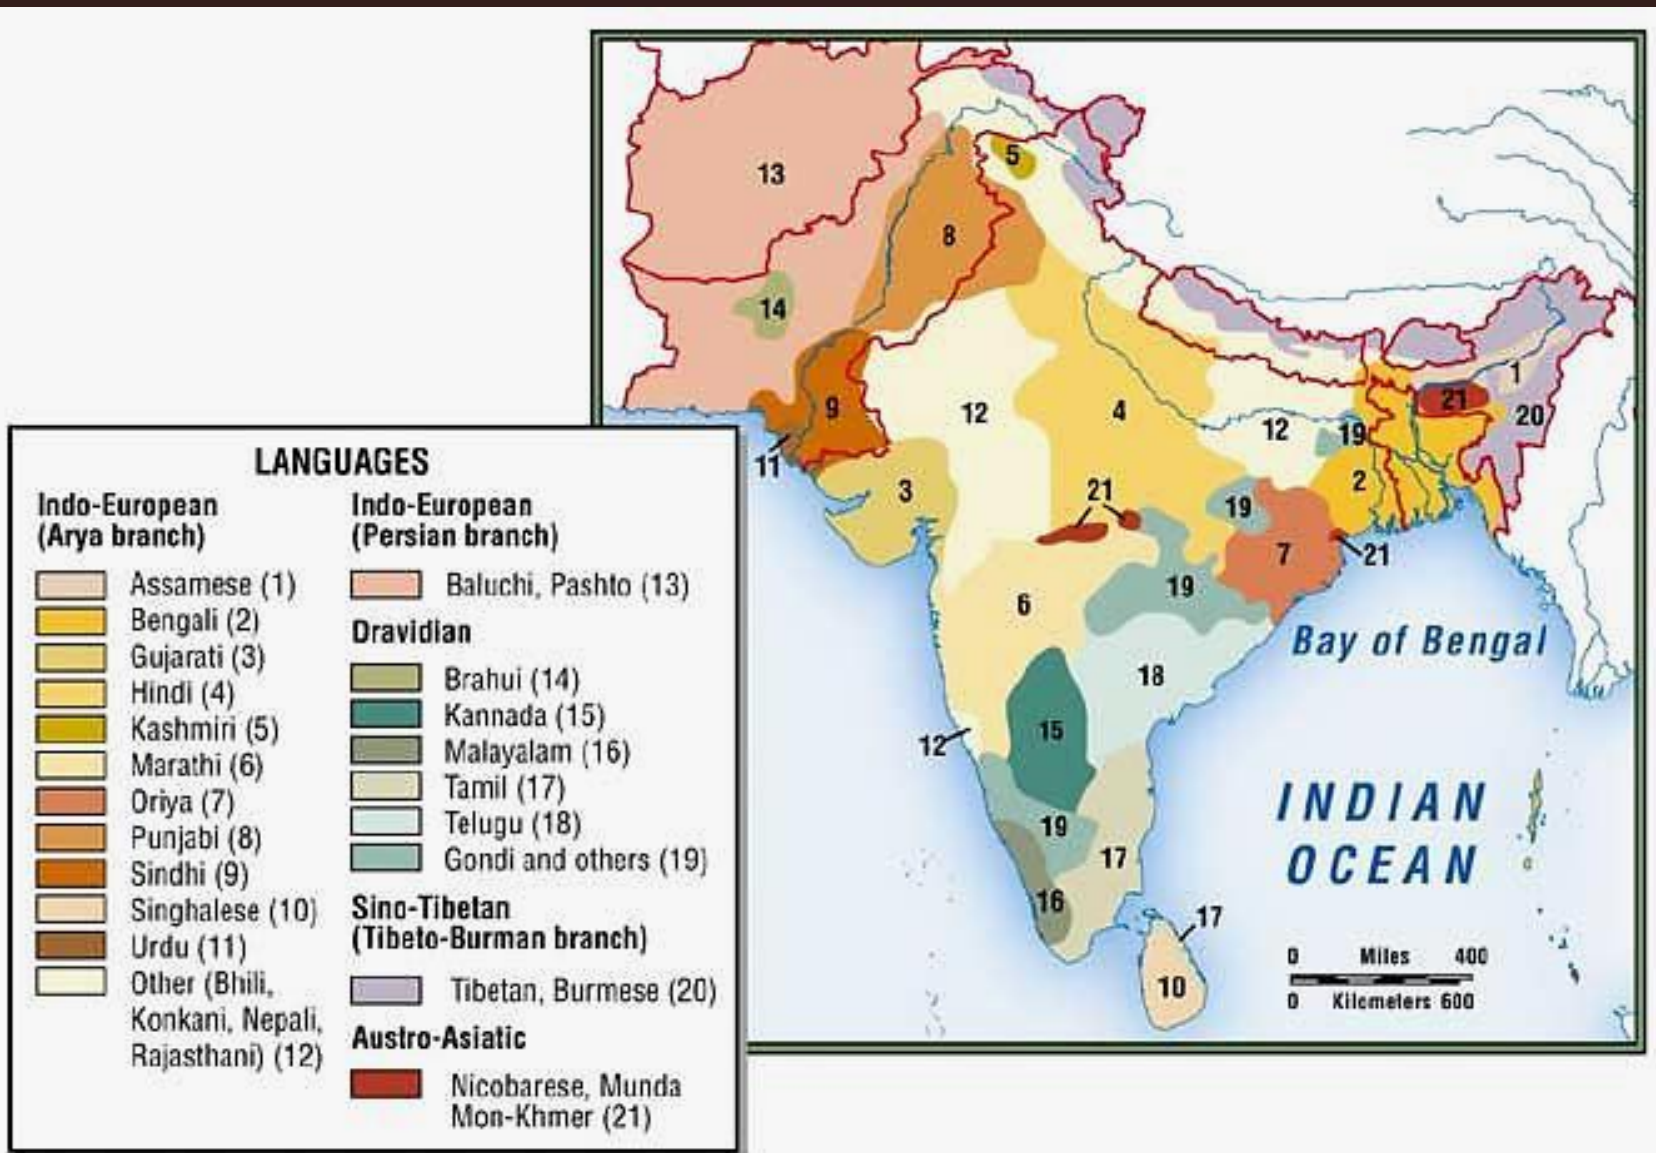 LANGUAGES
Indo-European
(Arya branch)
Assamese (1)
Bengali (2)
Gujarati (3)
Hindi (4)
Kashmiri (5)
Marathi (6)
Oriya (7)
Punjabi (8)
Sindhi (9)
Singhalese (10)
Urdu (11)
Other (Bhili,
Konkani, Nepali,
Rajasthani) (12)
Indo-European
(Persian branch)
Baluchi, Pashto (13)
Dravidian
Brahui (14)
Kannada (15)
Malayalam (16)
Tamil (17)
Telugu (18)
Gondi and others (19)
Sino-Tibetan
(Tibeto-Burman branch)
Tibetan, Burmese (20)
Austro-Asiatic
Nicobarese, Munda
Mon-Khmer (21)
5
13
8
14
1
21
20
9
12
4
12
19
11
3
21
2
19
7
21
19
6
Bay of Bengal
18
15
12
INDIAN
OCEAN
19
17
16
17
10
0 Miles 400
0 Kilometers 600